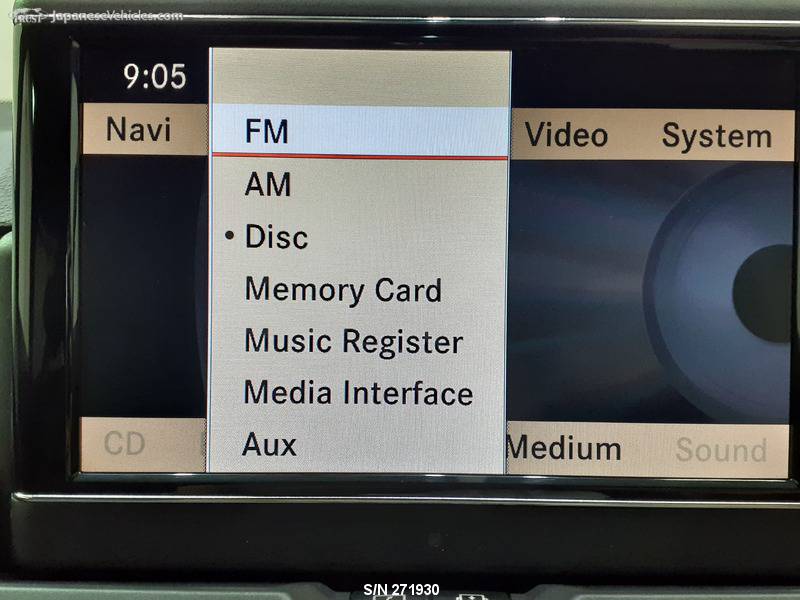 JapaneseVehicles.com
9:05
Navi
FM
Video
System
AM
• Disc
Memory Card
Music Register
Media Interface
CD
Aux
Medium
Sound
S/N 271930